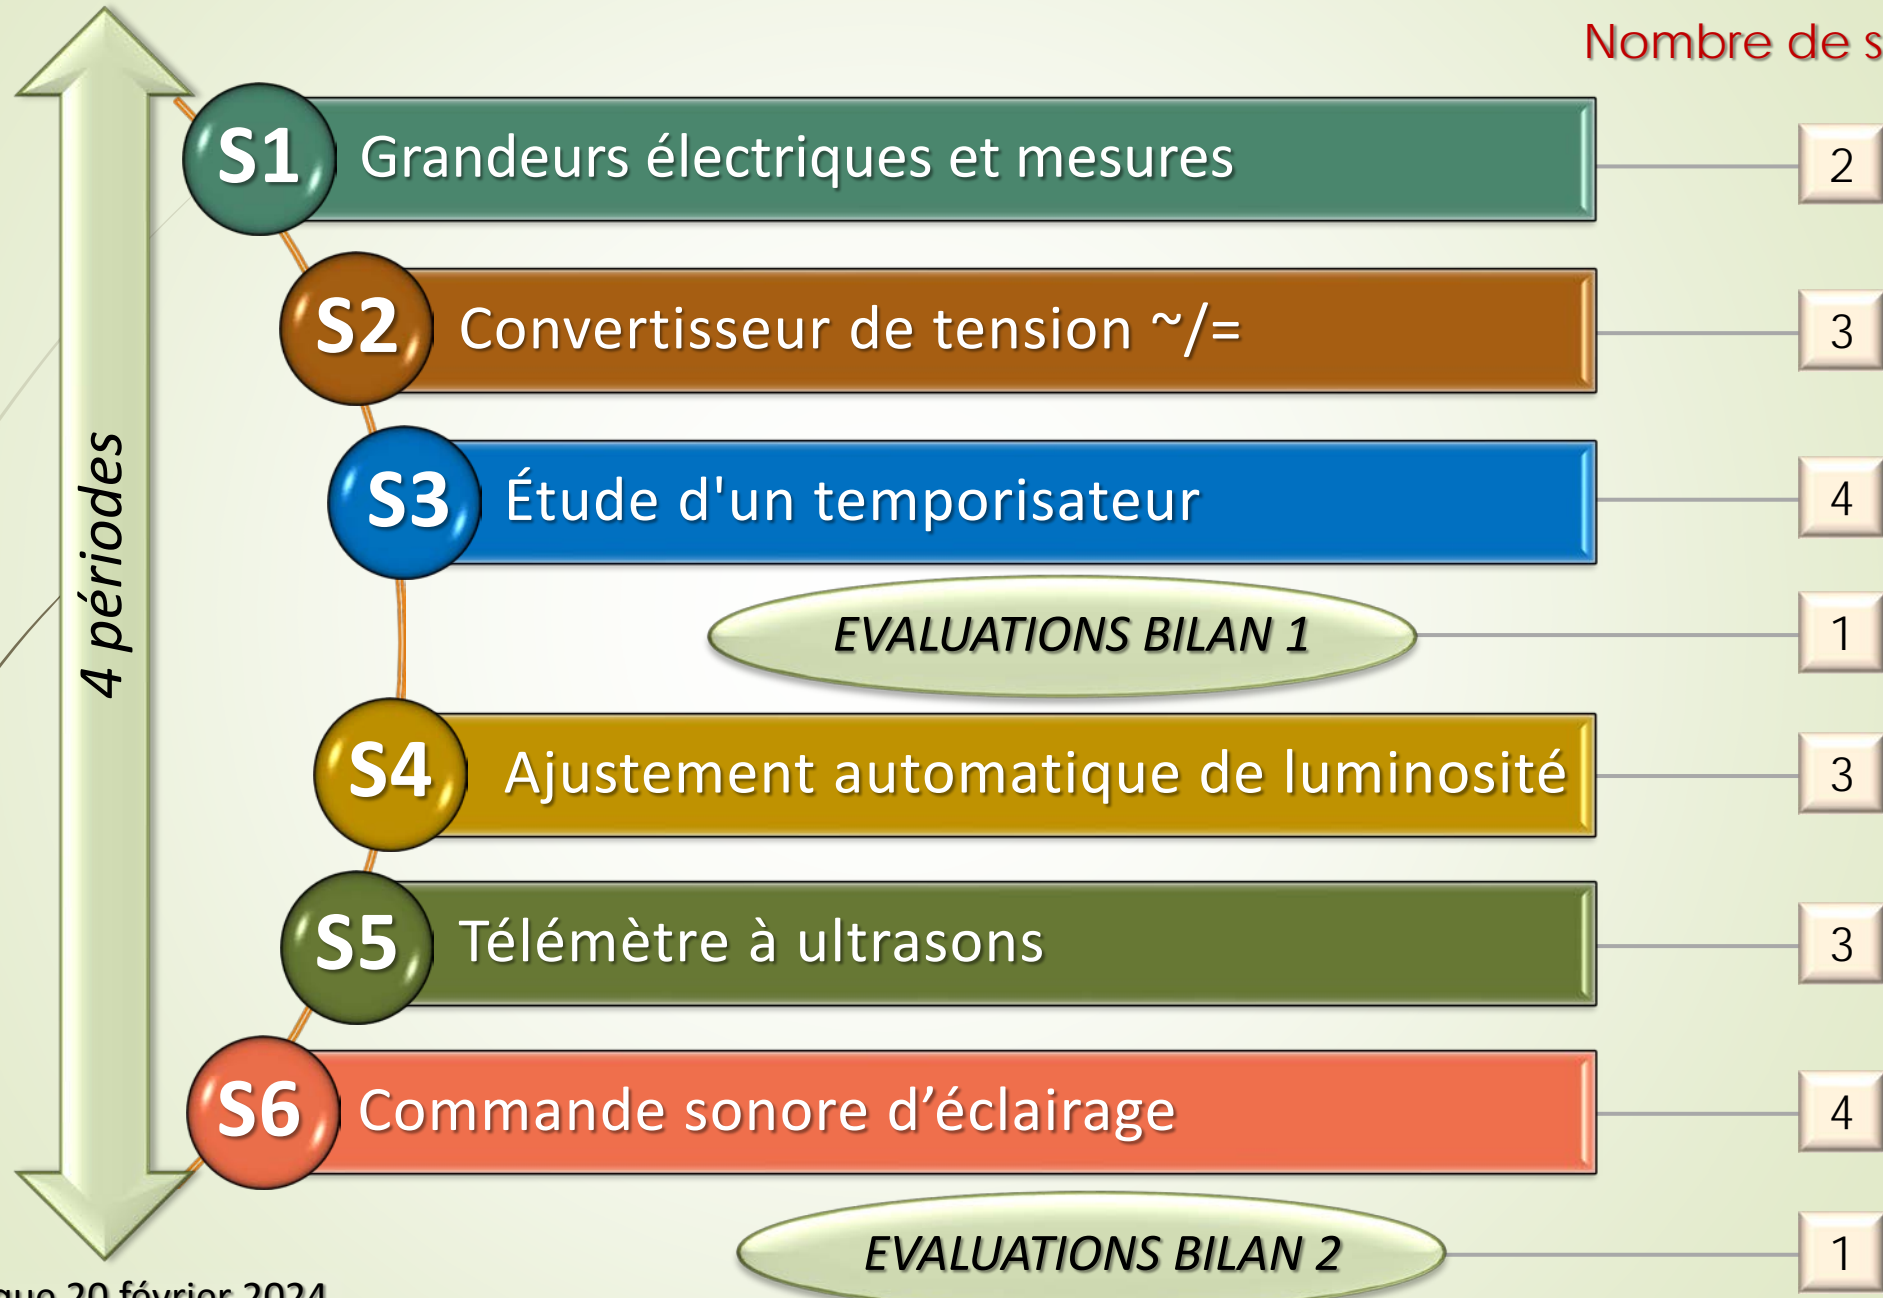 Nombre de s
S1 Grandeurs électriques et mesures 2
S2 Convertisseur de tension ~/= 3
S3 Étude d'un temporisateur 4
EVALUATIONS BILAN 1 1
S4 Ajustement automatique de luminosité 3
S5 Télémètre à ultrasons 3
S6 Commande sonore d’éclairage 4
EVALUATIONS BILAN 2 1
4 périodes
20 février 2024